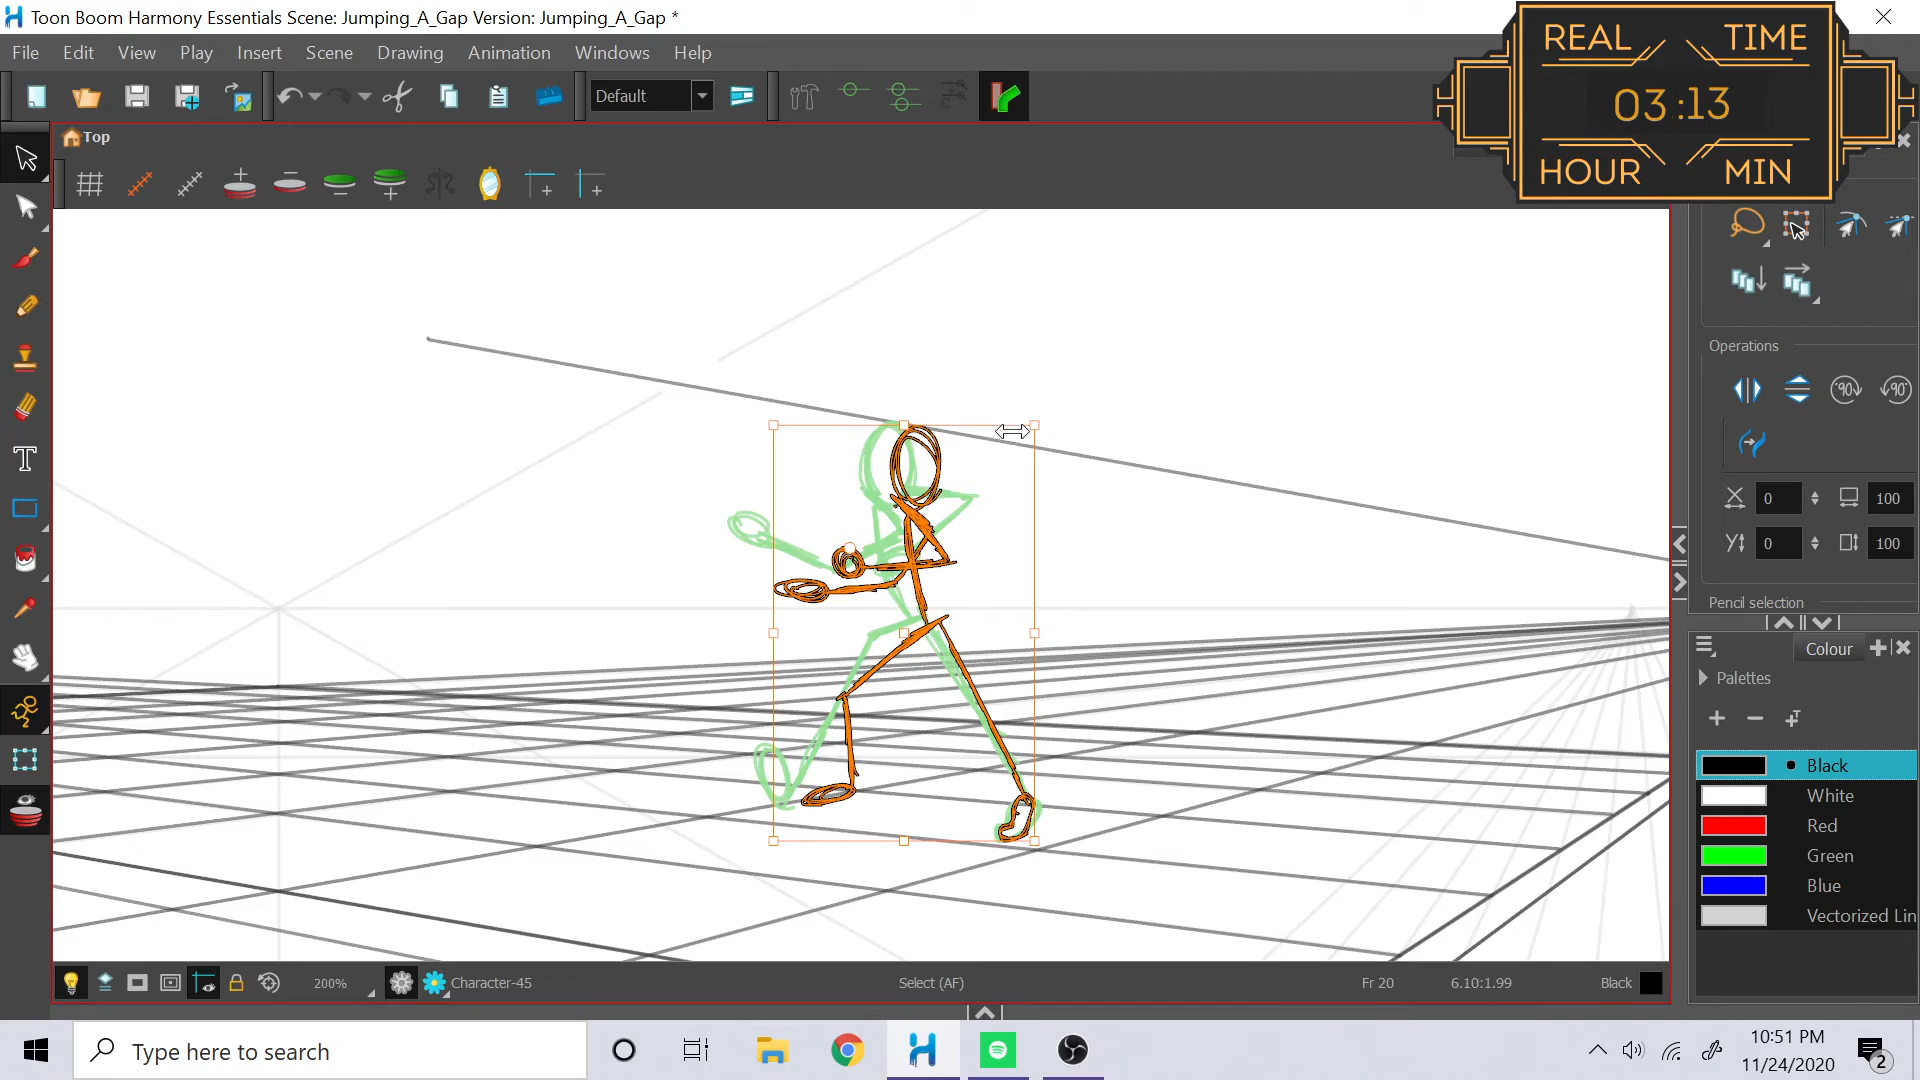 Toon Boom Harmony Essentials Scene: Jumping_A_Gap Version: Jumping_A_Gap *
File Edit View Play Insert Scene Drawing Animation Windows Help
REAL TIME
03:13
HOUR MIN
Default
Top
90 90
Operations
X 0 100
Y 0 100
Pencil selection
Colour
Palettes
Black
White
Red
Green
Blue
Vectorized Lin
200% Character-45 Select (AF) Fr 20 6.10:1.99 Black
Type here to search
10:51 PM
11/24/2020
2